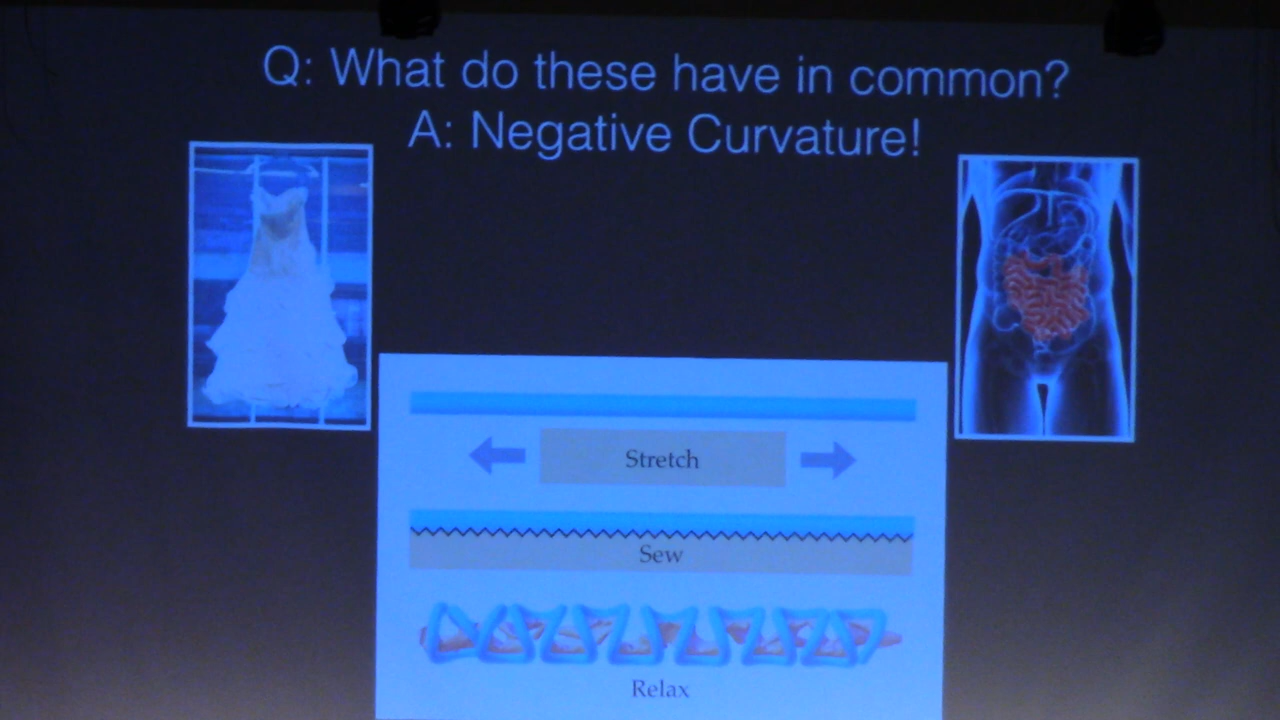 Q: What do these have in common?
A: Negative Curvature!
Stretch
Sew
Relax